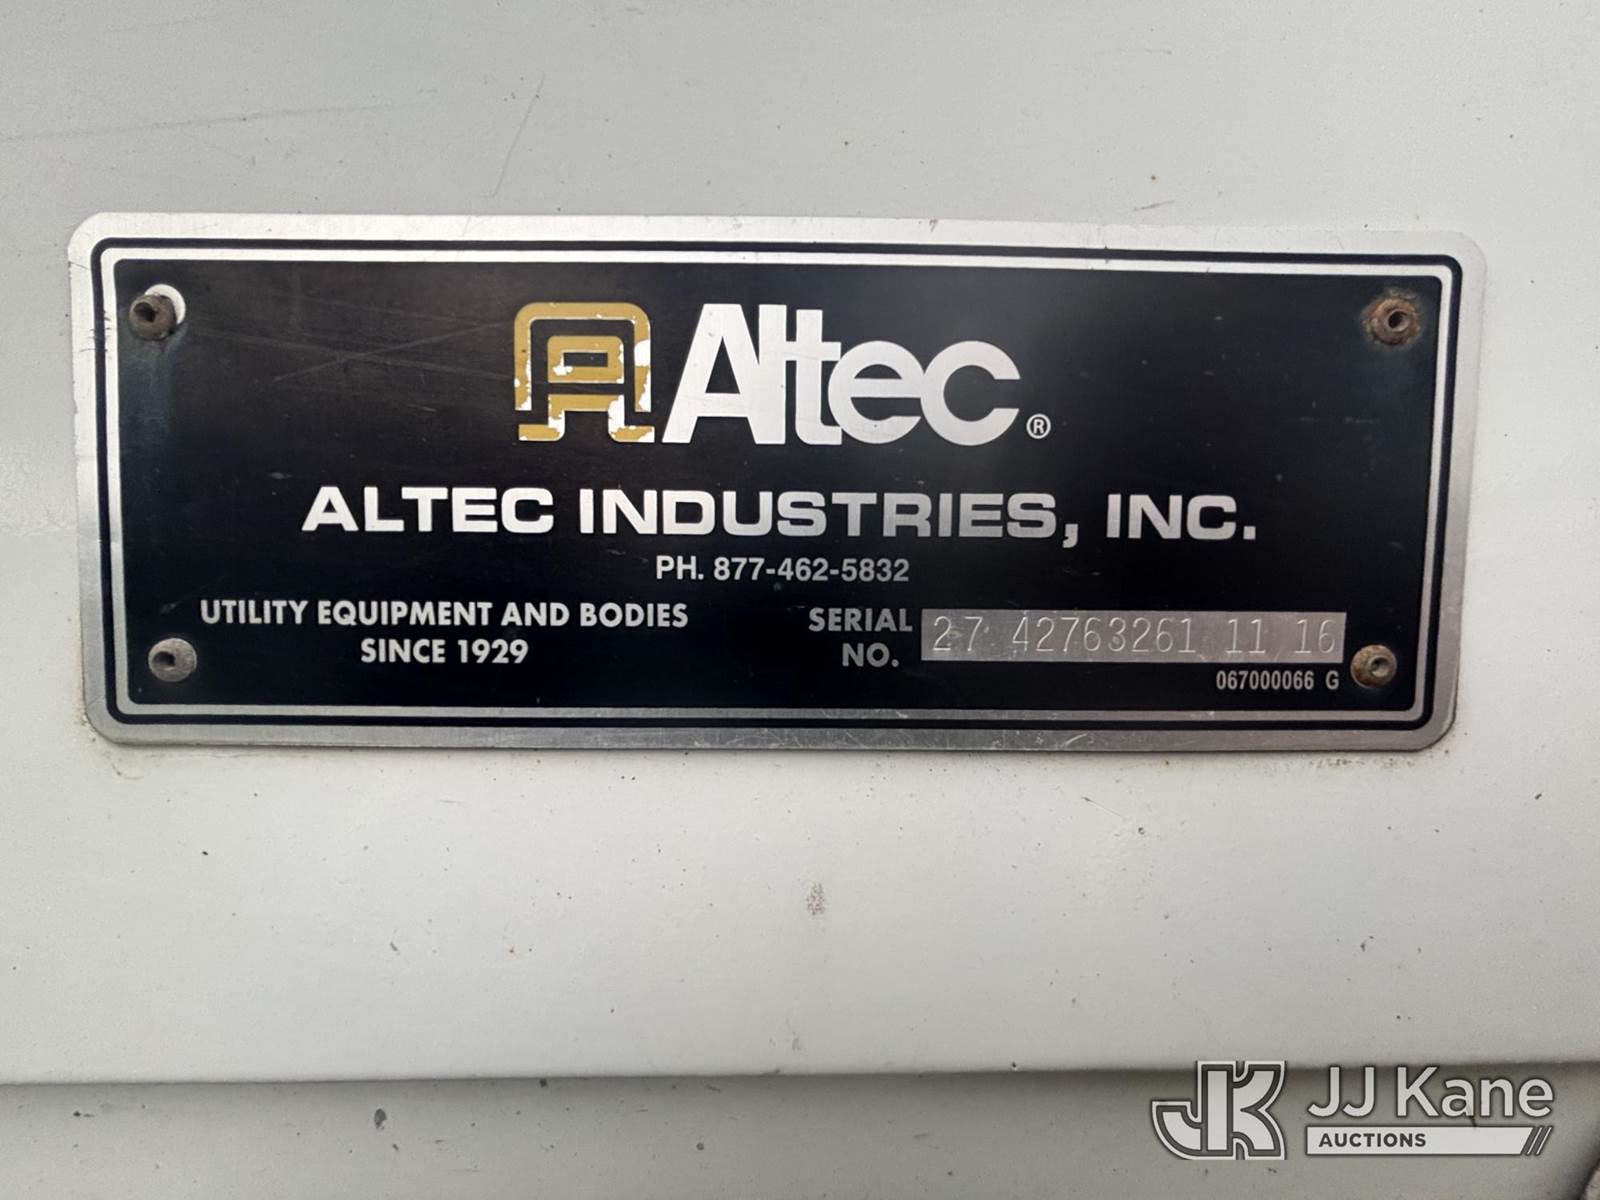 Altec®
ALTEC INDUSTRIES, INC.
PH. 877-462-5832
UTILITY EQUIPMENT AND BODIES
SINCE 1929
SERIAL
NO.
27 42763261 11 16
067000066 G
JK JJ Kane
AUCTIONS